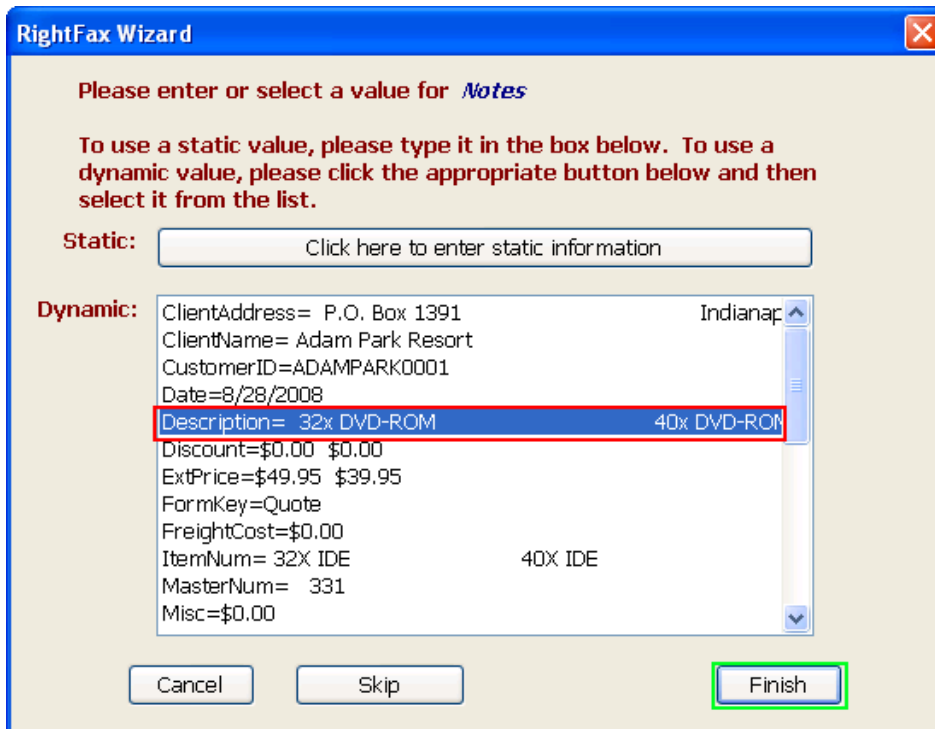 RightFax Wizard
Please enter or select a value for Notes
To use a static value, please type it in the box below. To use a
dynamic value, please click the appropriate button below and then
select it from the list.
Static: Click here to enter static information
Dynamic: ClientAddress= P.O. Box 1391 Indianap
ClientName= Adam Park Resort
CustomerID=ADAMPARK0001
Date=8/28/2008
Description= 32x DVD-ROM 40x DVD-ROM
Discount=$0.00 $0.00
ExtPrice=$49.95 $39.95
FormKey=Quote
FreightCost=$0.00
ItemNum= 32X IDE 40X IDE
MasterNum= 331
Misc=$0.00
Cancel Skip Finish